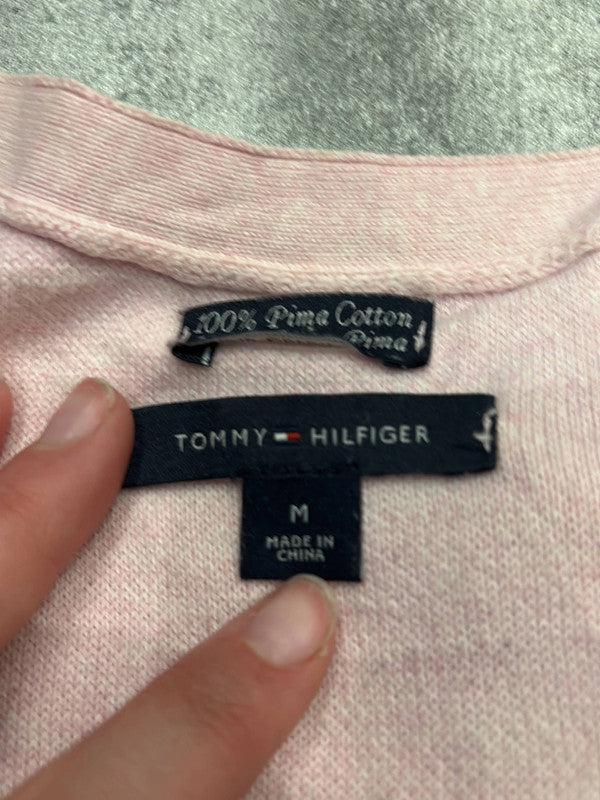 100% Pima Cotton
Pima
TOMMY HILFIGER
M
MADE IN
CHINA